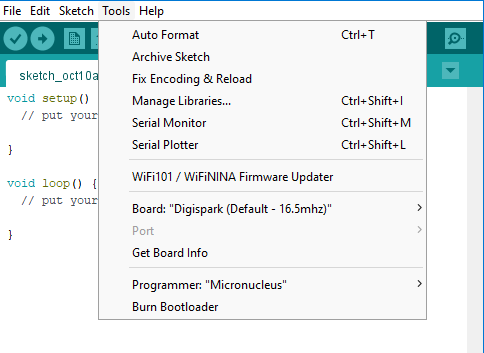 File Edit Sketch Tools Help
Auto Format Ctrl+T
Archive Sketch
Fix Encoding & Reload
Manage Libraries... Ctrl+Shift+I
Serial Monitor Ctrl+Shift+M
Serial Plotter Ctrl+Shift+L
WiFi101 / WiFiNINA Firmware Updater
Board: "Digispark (Default - 16.5mhz)"
Port
Get Board Info
Programmer: "Micronucleus"
Burn Bootloader
sketch_oct10a
void setup()
// put your
}
void loop() {
// put your
}